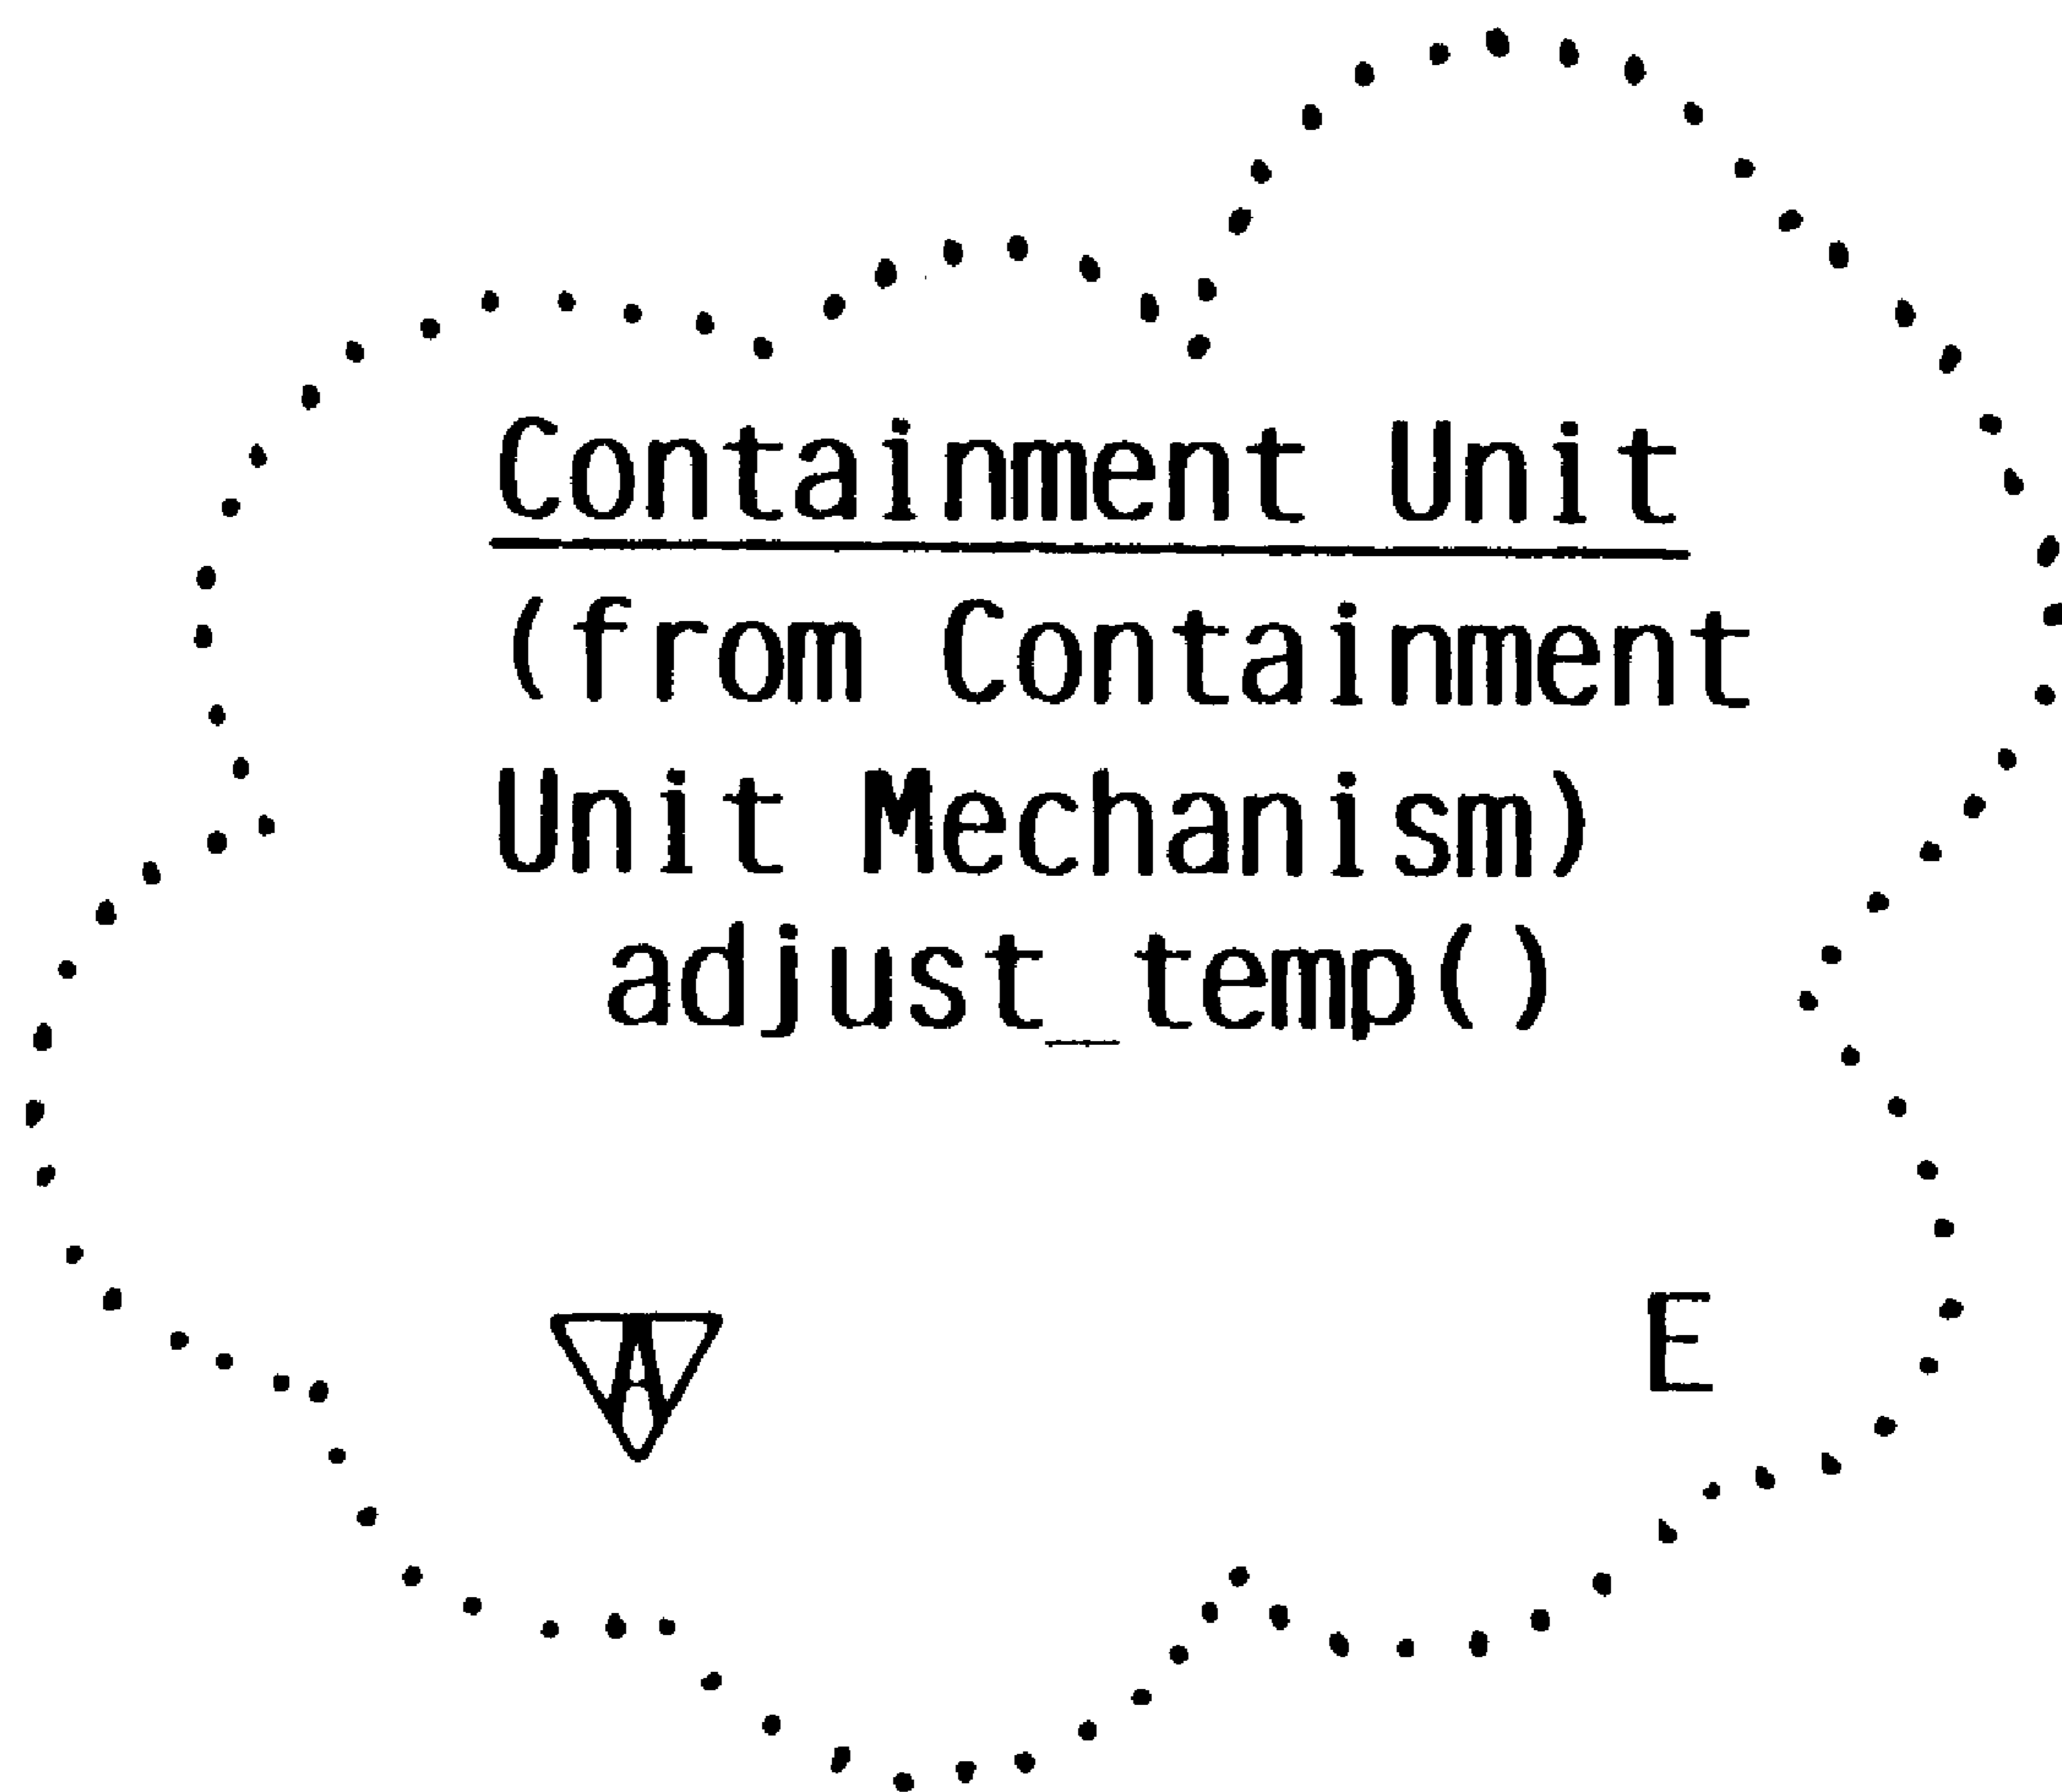 Containment Unit
(from Containment
Unit Mechanism)
adjust_temp()
A
E